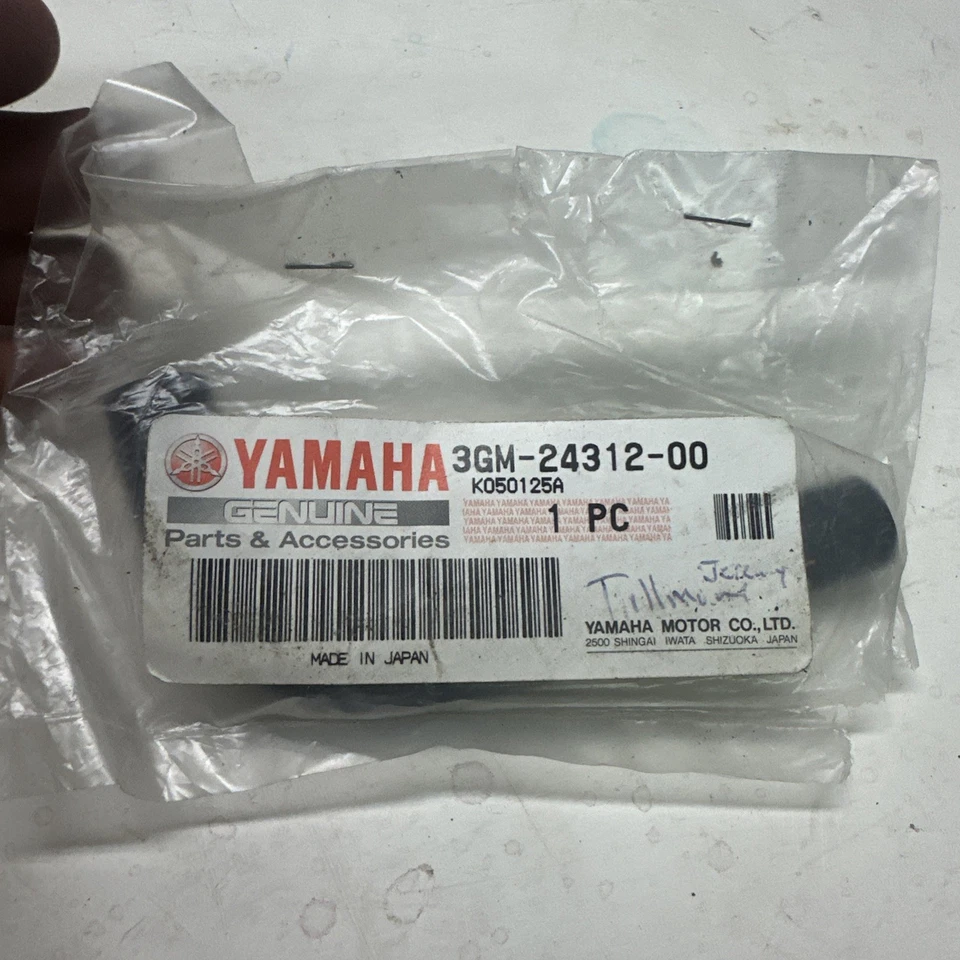 YAMAHA 3GM-24312-00
K050125A
GENUINE
1 PC
Parts & Accessories
YAMAHA MOTOR CO., LTD.
2500 SHINGAI IWATA SHIZUOKA JAPAN
MADE IN JAPAN